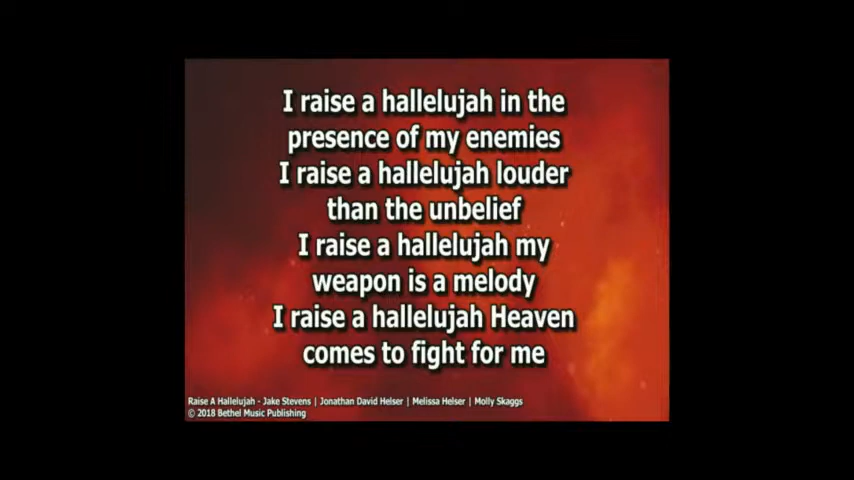 I raise a hallelujah in the
presence of my enemies
I raise a hallelujah louder
than the unbelief
I raise a hallelujah my
weapon is a melody
I raise a hallelujah Heaven
comes to fight for me
Raise A Hallelujah - Jake Stevens | Jonathan David Helser | Melissa Helser | Molly Skaggs
© 2018 Bethel Music Publishing